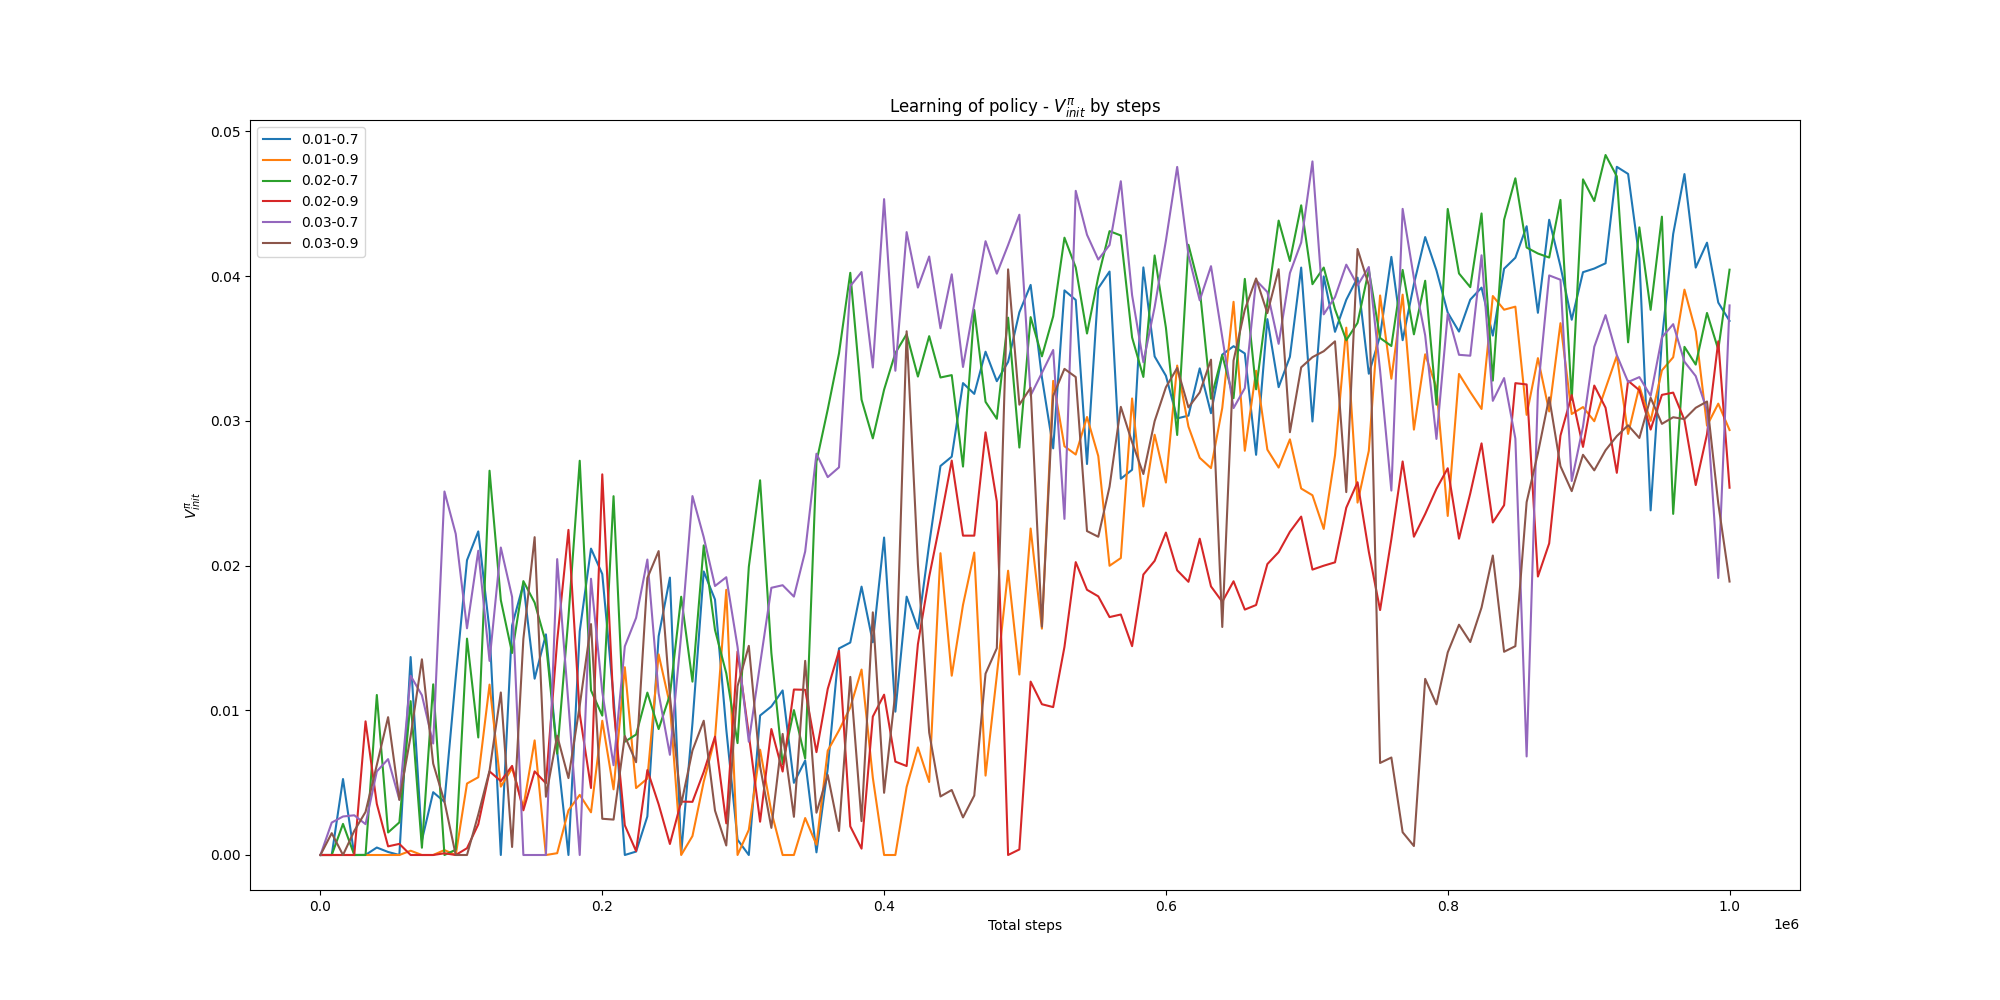 Learning of policy - $V_{init}^{\pi}$ by steps
0.01-0.7
0.01-0.9
0.02-0.7
0.02-0.9
0.03-0.7
0.03-0.9
$V_{init}^{\pi}$
0.05
0.04
0.03
0.02
0.01
0.00
0.0 0.2 0.4 0.6 0.8 1.0
Total steps
1e6